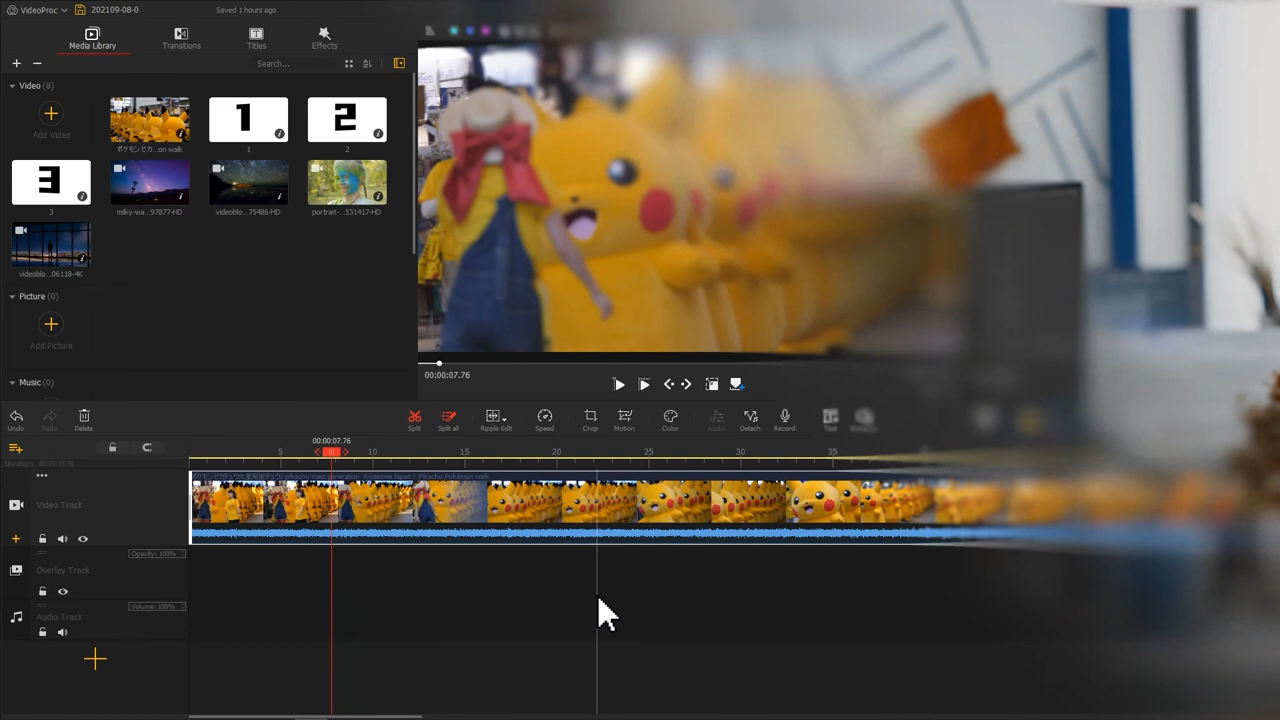 VideoProc
202109-08-0
Saved 1 hours ago
Media Library
Transitions
Titles
Effects
Search...
Video (8)
Add Video
1
1
2
2
3
3
milky-wa...97877-HD
videoblo...75486-HD
portrait-...531417-HD
videoblo...06118-4K
Picture (0)
Add Picture
Music (0)
00:00:07.76
Undo
Redo
Delete
Split
Split all
Ripple Edit
Speed
Crop
Motion
Color
Audio
Detach
Record
Text
00:00:07.76
5
10
15
20
25
30
35
Video Track
Opacity: 100%
Overlay Track
Volume: 100%
Audio Track